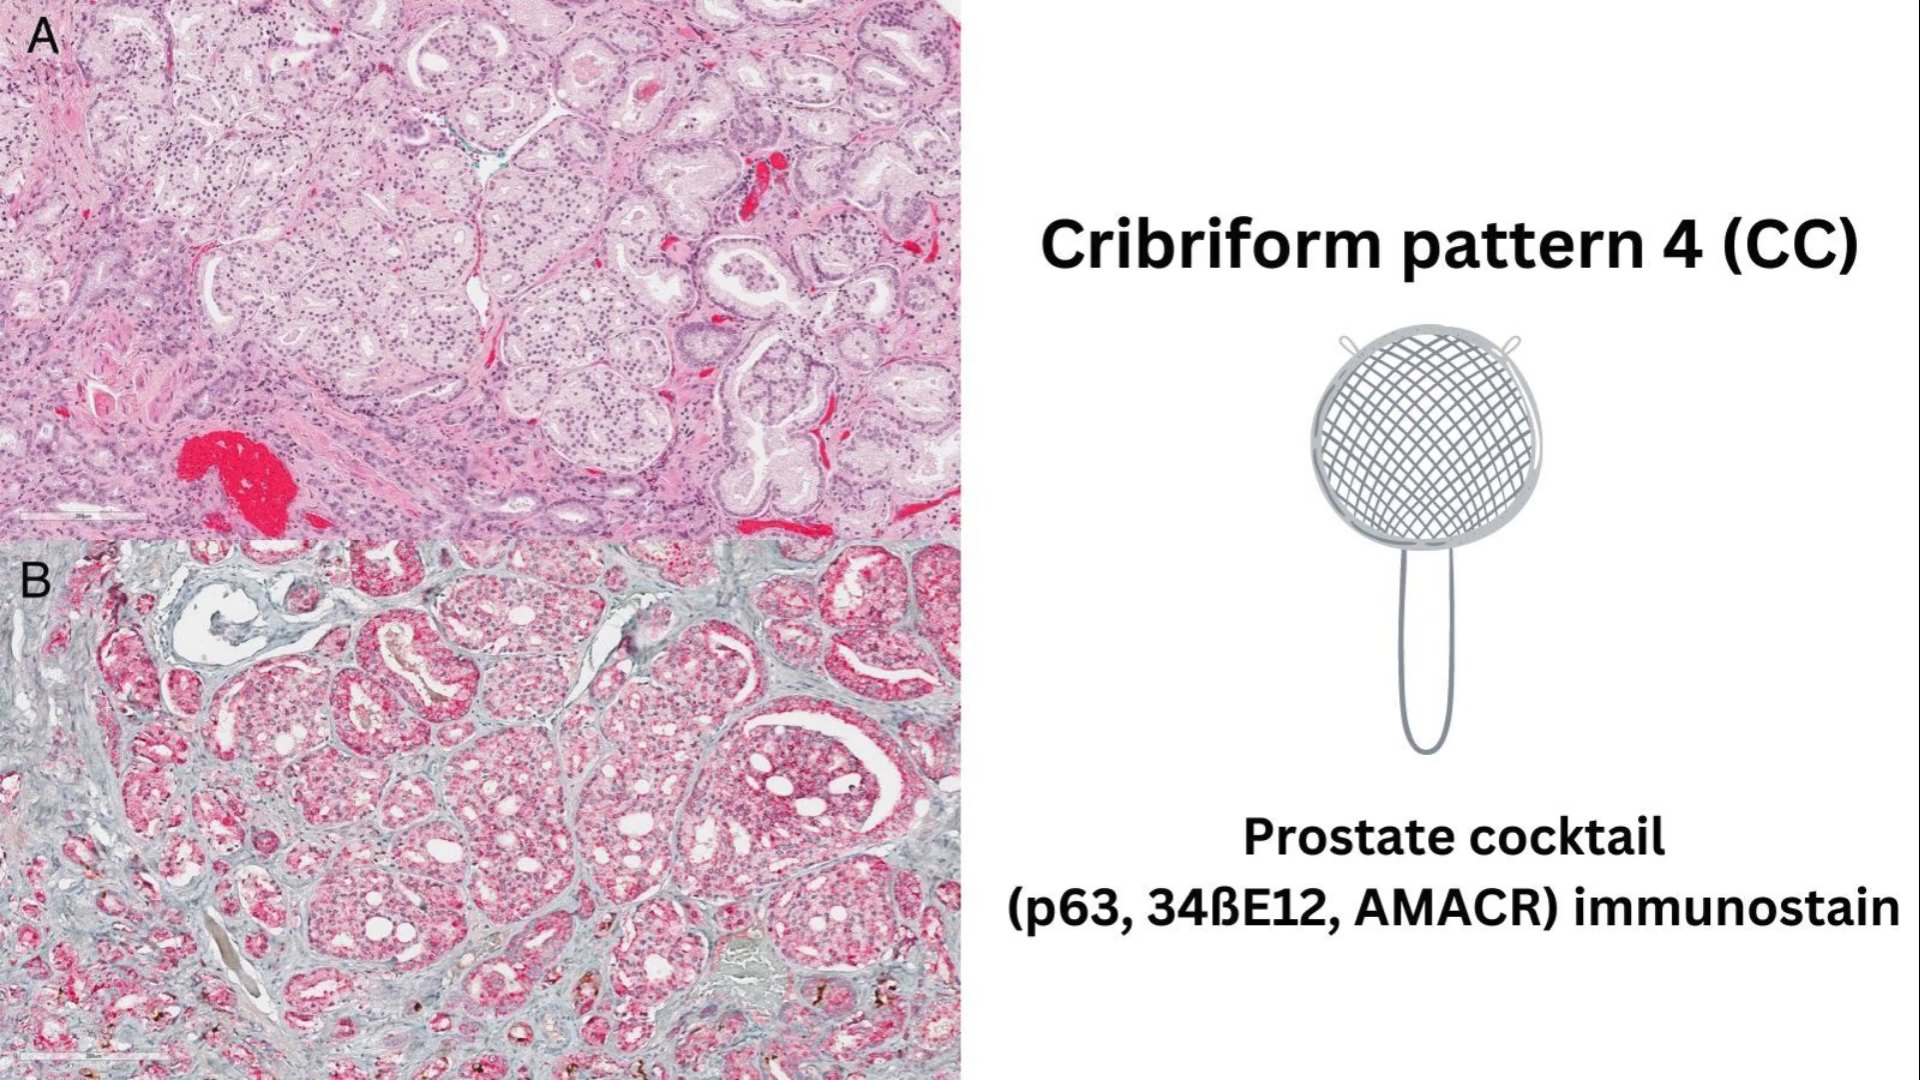 A
B
Cribriform pattern 4 (CC)
Prostate cocktail
(p63, 34ßE12, AMACR) immunostain